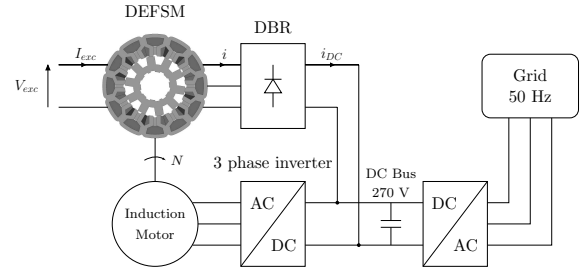 DEFSM
DBR
I_exc
i
i_DC
V_exc
Grid
50 Hz
N
3 phase inverter
DC Bus
270 V
Induction
Motor
AC
DC
DC
AC